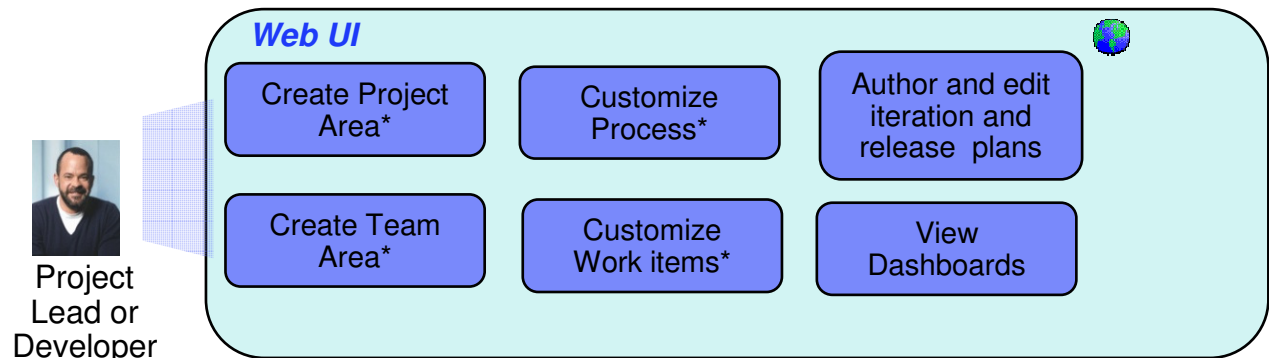 Web UI
Create Project
Area*
Customize
Process*
Author and edit
iteration and
release plans
Create Team
Area*
Customize
Work items*
View
Dashboards
Project
Lead or
Developer